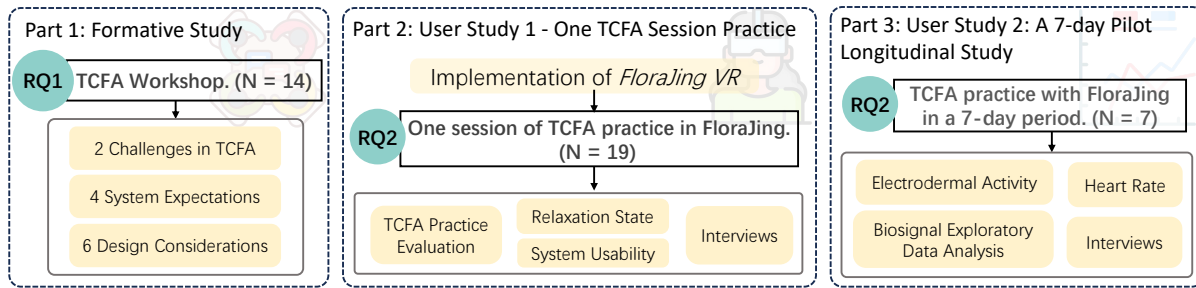 Part 1: Formative Study
RQ1
TCFA Workshop. (N = 14)
2 Challenges in TCFA
4 System Expectations
6 Design Considerations
Part 2: User Study 1 - One TCFA Session Practice
Implementation of FloraJing VR
RQ2
One session of TCFA practice in FloraJing.
(N = 19)
TCFA Practice
Evaluation
Relaxation State
System Usability
Interviews
Part 3: User Study 2: A 7-day Pilot
Longitudinal Study
RQ2
TCFA practice with FloraJing
in a 7-day period. (N = 7)
Electrodermal Activity
Heart Rate
Biosignal Exploratory
Data Analysis
Interviews